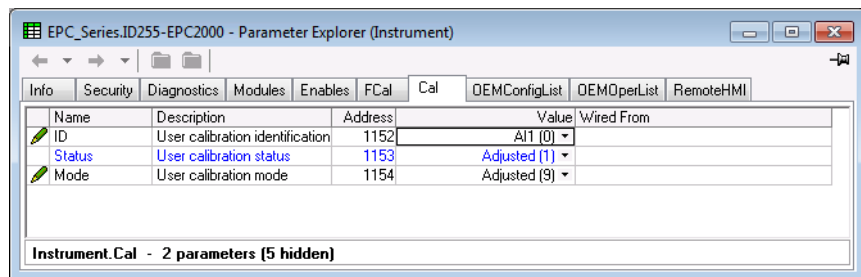 EPC_Series.ID255-EPC2000 - Parameter Explorer (Instrument)
Info Security Diagnostics Modules Enables FCal Cal OEMConfigList OEMOperList RemoteHMI
Name Description Address Value Wired From
ID User calibration identification 1152 AI1 (0)
Status User calibration status 1153 Adjusted (1)
Mode User calibration mode 1154 Adjusted (9)
Instrument.Cal - 2 parameters (5 hidden)